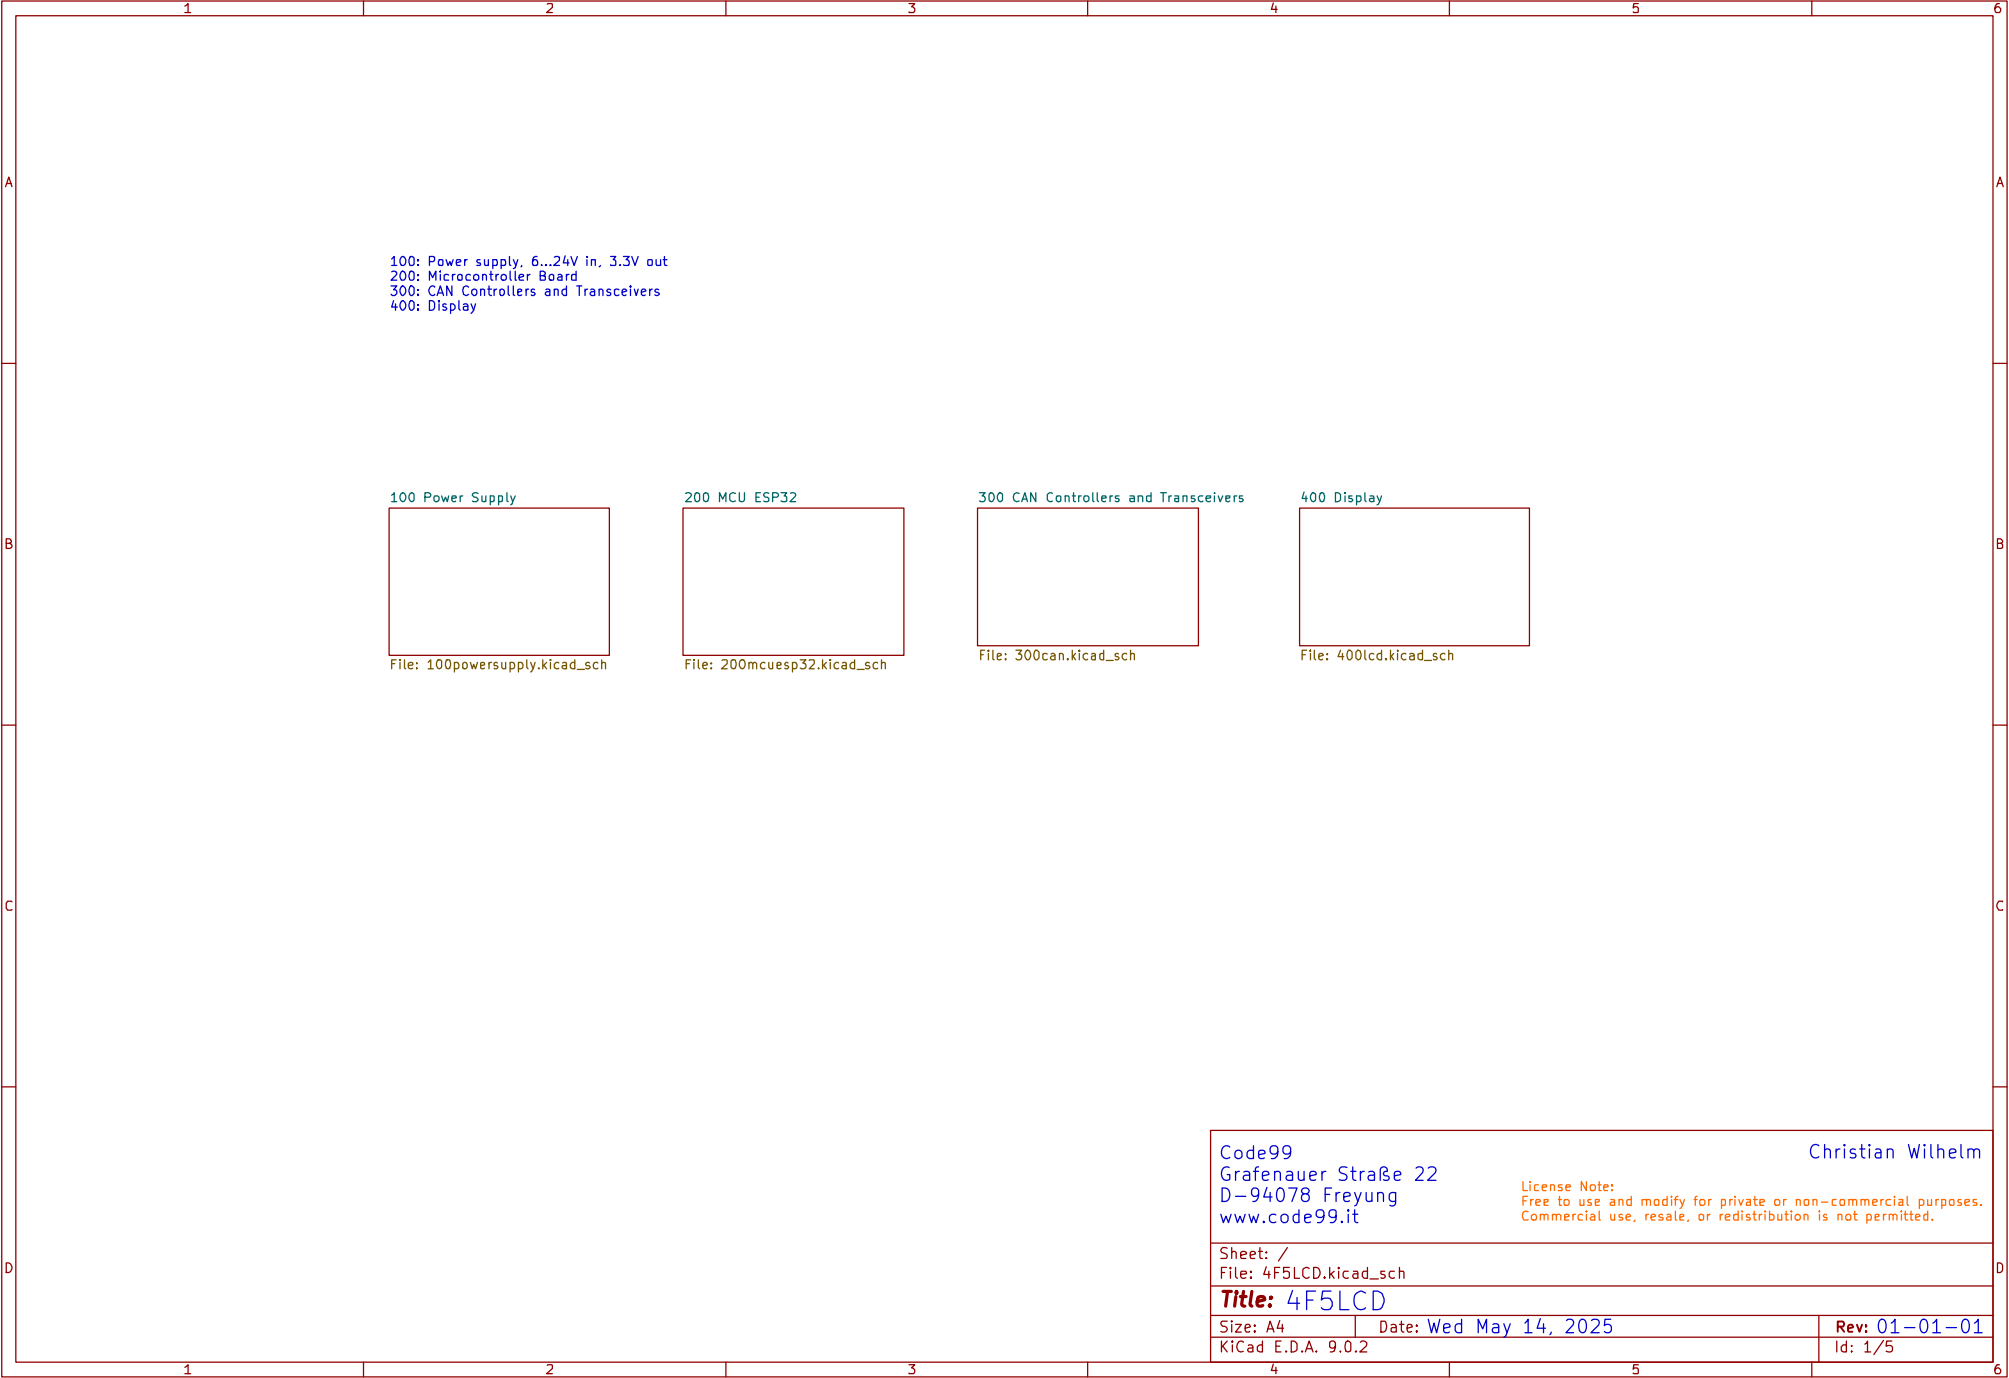 1 2 3 4 5 6
A A
100: Power supply, 6...24V in, 3.3V out
200: Microcontroller Board
300: CAN Controllers and Transceivers
400: Display
100 Power Supply 200 MCU ESP32 300 CAN Controllers and Transceivers 400 Display
B B
File: 100powersupply.kicad_sch File: 200mcuesp32.kicad_sch File: 300can.kicad_sch File: 400lcd.kicad_sch
C C
Code99 Christian Wilhelm
Grafenauer Straße 22
D-94078 Freyung
www.code99.it
License Note:
Free to use and modify for private or non-commercial purposes.
Commercial use, resale, or redistribution is not permitted.
Sheet: /
File: 4F5LCD.kicad_sch
D D
Title: 4F5LCD
Size: A4 Date: Wed May 14, 2025 Rev: 01-01-01
KiCad E.D.A. 9.0.2 Id: 1/5
1 2 3 4 5 6